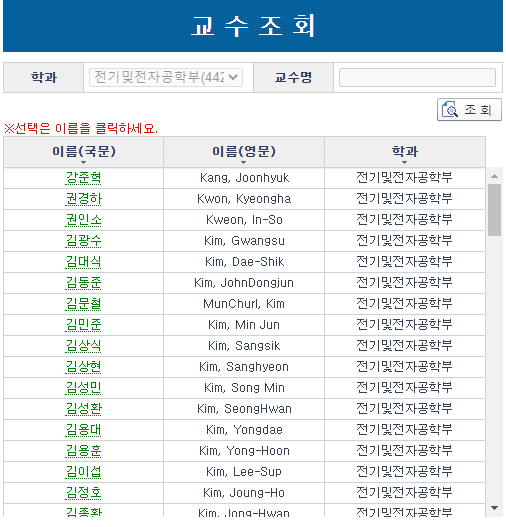 교수조회
학과 전기및전자공학부(442 교수명
조회
※선택은 이름을 클릭하세요.
이름(국문) 이름(영문) 학과
강준혁 Kang, Joonhyuk 전기및전자공학부
권경하 Kwon, Kyeongha 전기및전자공학부
권인소 Kweon, In-So 전기및전자공학부
김광수 Kim, Gwangsu 전기및전자공학부
김대식 Kim, Dae-Shik 전기및전자공학부
김동준 Kim, JohnDongjun 전기및전자공학부
김문철 MunChurl, Kim 전기및전자공학부
김민준 Kim, Min Jun 전기및전자공학부
김상식 Kim, Sangsik 전기및전자공학부
김상현 Kim, Sanghyeon 전기및전자공학부
김성민 Kim, Song Min 전기및전자공학부
김성환 Kim, SeongHwan 전기및전자공학부
김용대 Kim, Yongdae 전기및전자공학부
김용훈 Kim, Yong-Hoon 전기및전자공학부
김이섭 Kim, Lee-Sup 전기및전자공학부
김정호 Kim, Joung-Ho 전기및전자공학부
김종환 Kim, Jong-Hwan 전기및전자공학부